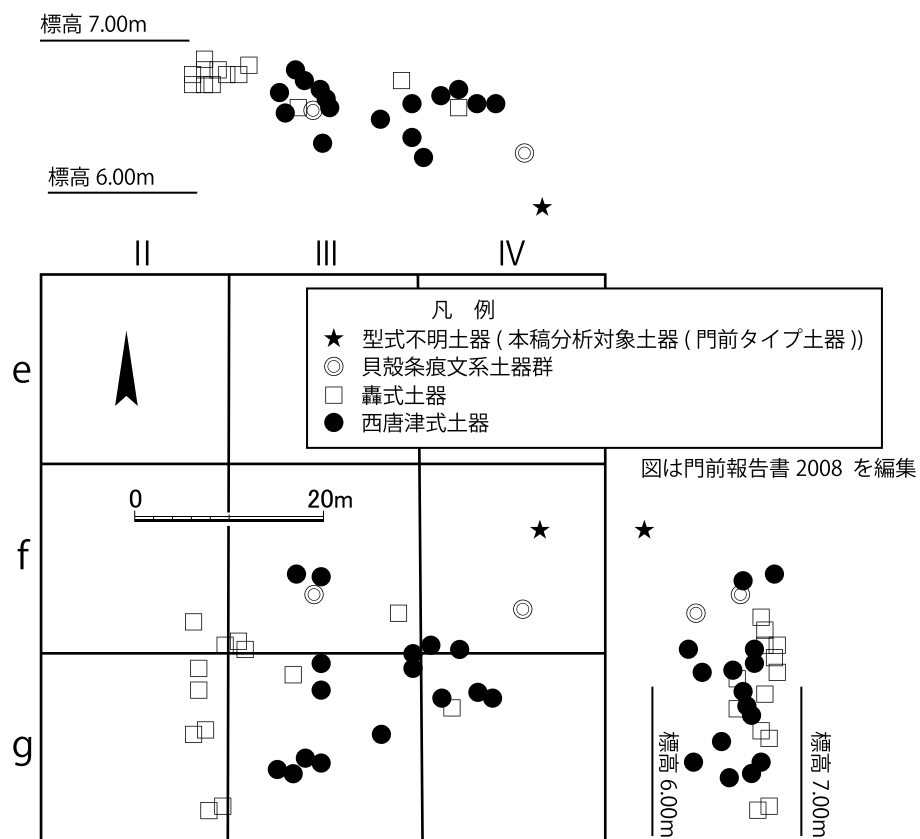 標高 7.00m
標高 6.00m
II III IV
凡 例
★ 型式不明土器 ( 本稿分析対象土器 ( 門前タイプ土器 ))
◎ 貝殻条痕文系土器群
□ 轟式土器
● 西唐津式土器
e
図は門前報告書 2008 を編集
0 20m
f
g
標高 6.00m
標高 7.00m